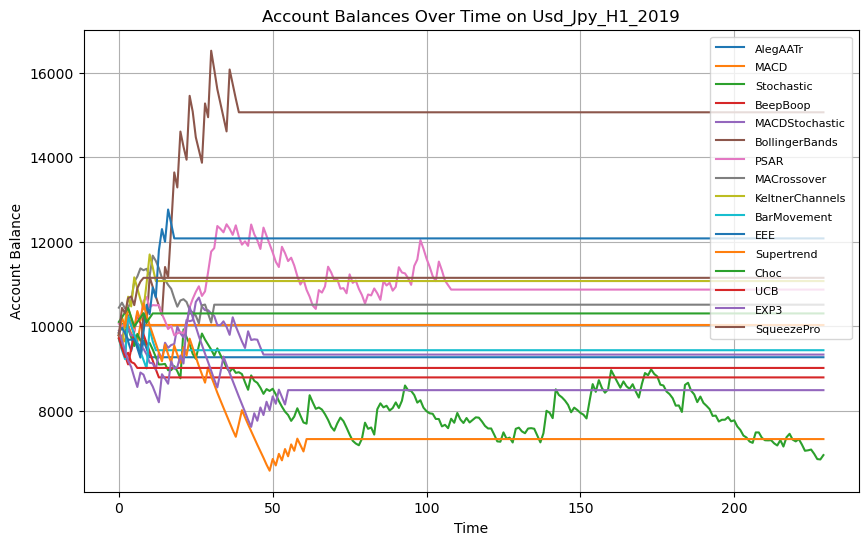 Account Balances Over Time on Usd_Jpy_H1_2019
Account Balance
16000
14000
12000
10000
8000
0
50
100
150
200
Time
AlegAATr
MACD
Stochastic
BeepBoop
MACDStochastic
BollingerBands
PSAR
MACrossover
KeltnerChannels
BarMovement
EEE
Supertrend
Choc
UCB
EXP3
SqueezePro